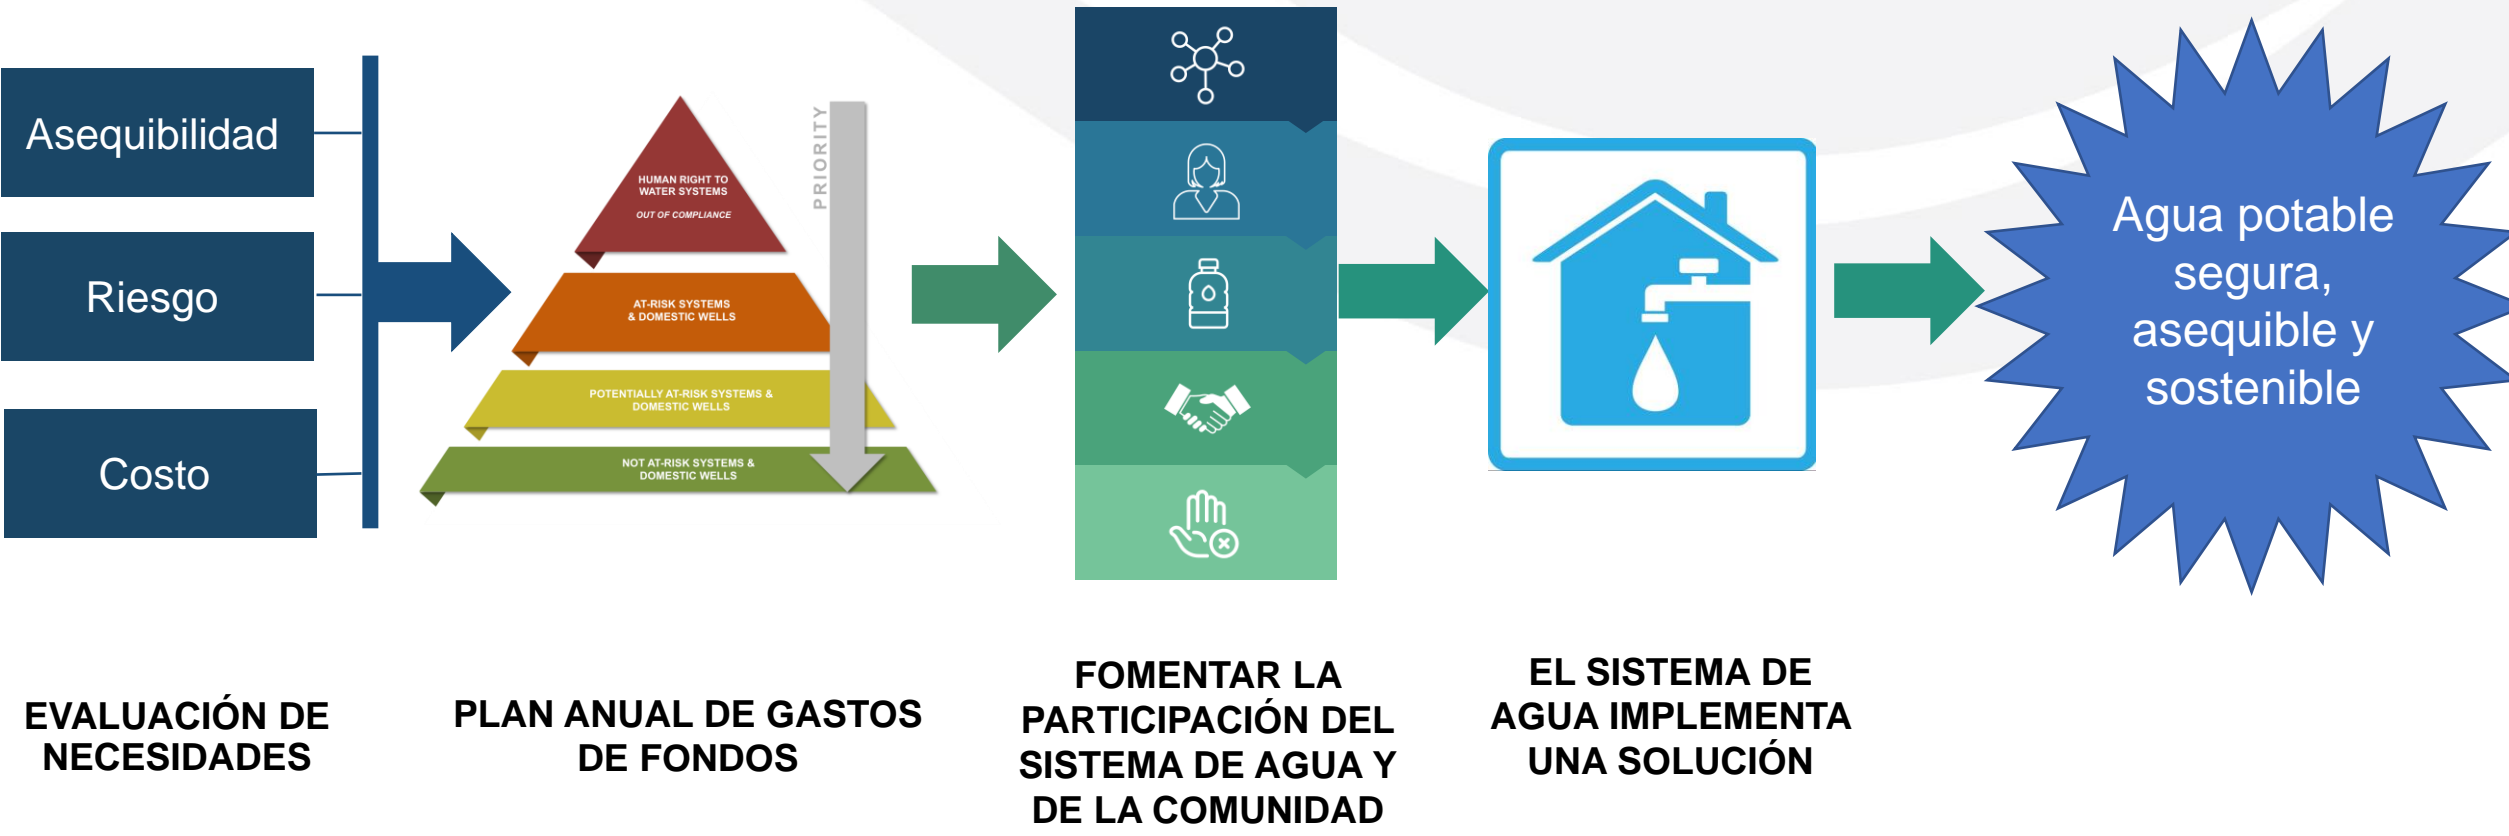 Asequibilidad
Riesgo
Costo
HUMAN RIGHT TO
WATER SYSTEMS
OUT OF COMPLIANCE
AT-RISK SYSTEMS
& DOMESTIC WELLS
POTENTIALLY AT-RISK SYSTEMS &
DOMESTIC WELLS
NOT AT-RISK SYSTEMS &
DOMESTIC WELLS
PRIORITY
Agua potable
segura,
asequible y
sostenible
EVALUACIÓN DE
NECESIDADES
PLAN ANUAL DE GASTOS
DE FONDOS
FOMENTAR LA
PARTICIPACIÓN DEL
SISTEMA DE AGUA Y
DE LA COMUNIDAD
EL SISTEMA DE
AGUA IMPLEMENTA
UNA SOLUCIÓN